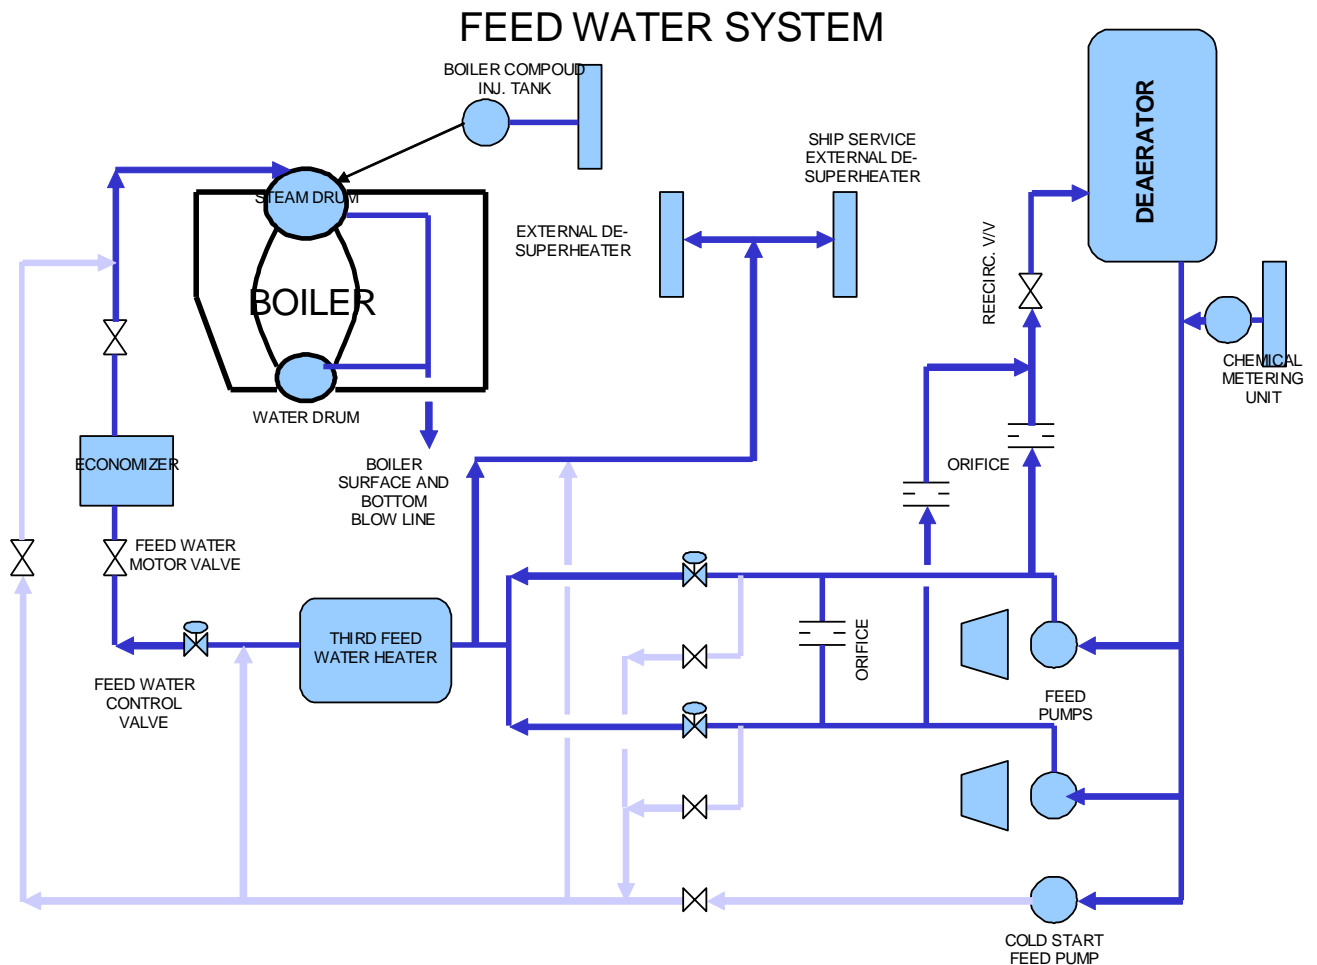 FEED WATER SYSTEM
BOILER COMPOUD
INJ. TANK
DEAERATOR
SHIP SERVICE
EXTERNAL DE-
SUPERHEATER
STEAM DRUM
EXTERNAL DE-
SUPERHEATER
REECIRC. V/V
BOILER
CHEMICAL
METERING
UNIT
WATER DRUM
ECONOMIZER
BOILER
SURFACE AND
BOTTOM
BLOW LINE
ORIFICE
FEED WATER
MOTOR VALVE
THIRD FEED
WATER HEATER
ORIFICE
FEED WATER
CONTROL
VALVE
FEED
PUMPS
COLD START
FEED PUMP